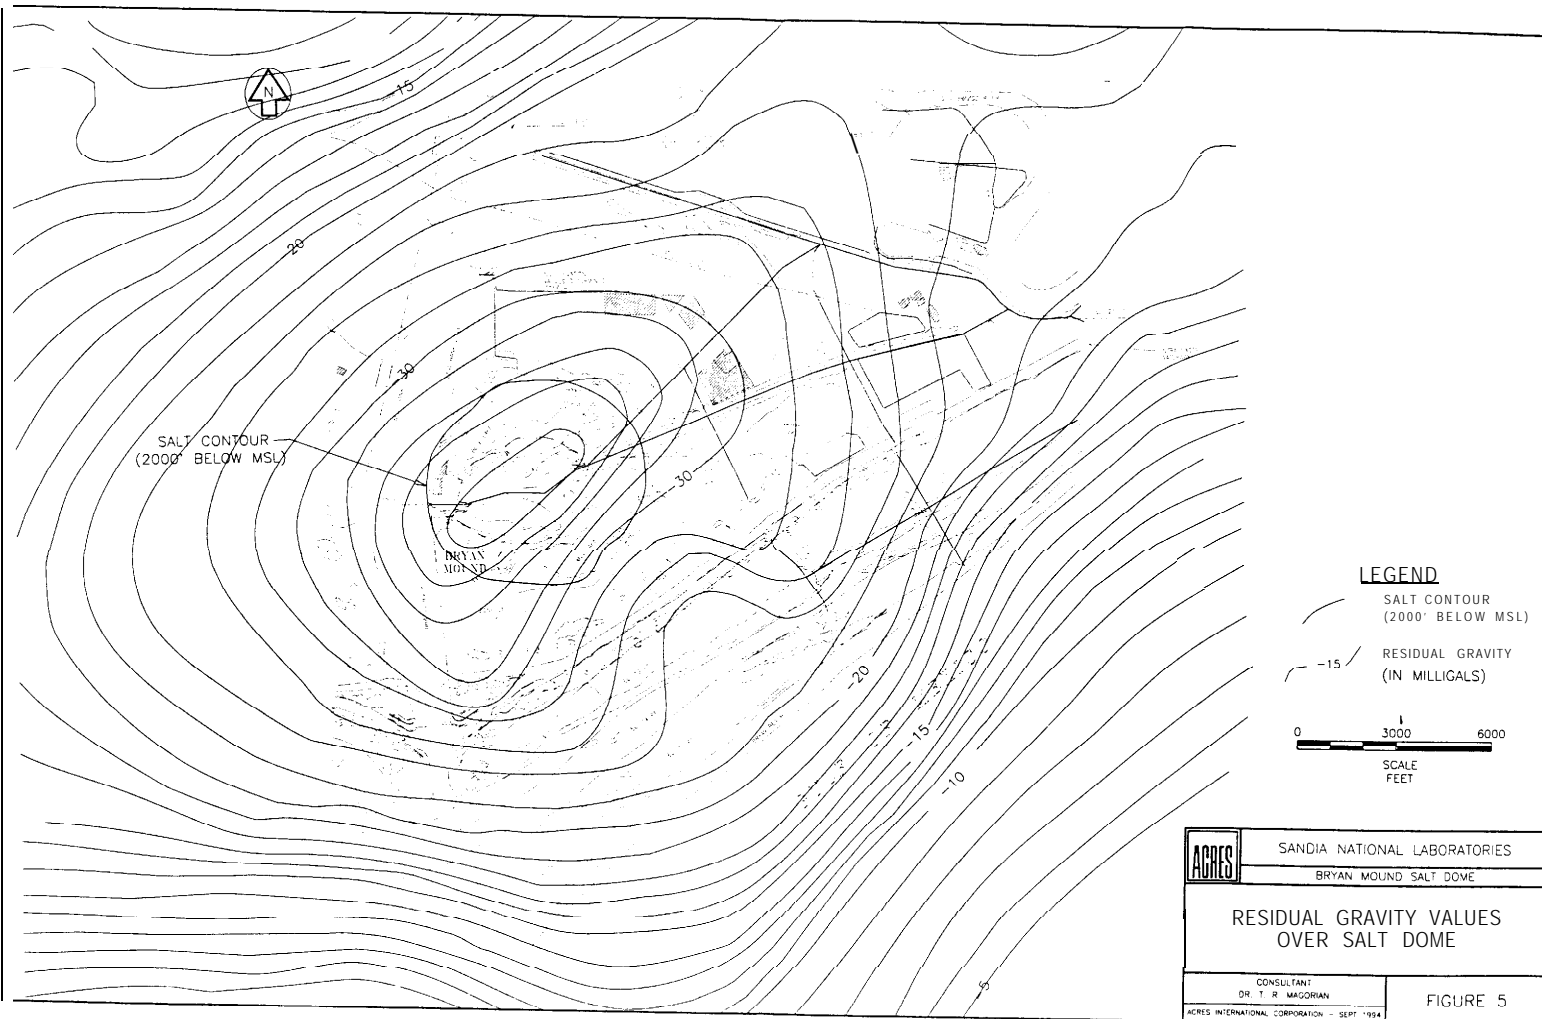 N
-15
20
30
SALT CONTOUR
(2000' BELOW MSL)
30
MOUND
-20
-15
-10
-5
LEGEND
SALT CONTOUR
(2000' BELOW MSL)
-15
RESIDUAL GRAVITY
(IN MILLIGALS)
0 3000 6000
SCALE
FEET
ACRES
SANDIA NATIONAL LABORATORIES
BRYAN MOUND SALT DOME
RESIDUAL GRAVITY VALUES
OVER SALT DOME
CONSULTANT
DR. T. R. MAGORIAN
ACRES INTERNATIONAL CORPORATION - SEPT 1994
FIGURE 5